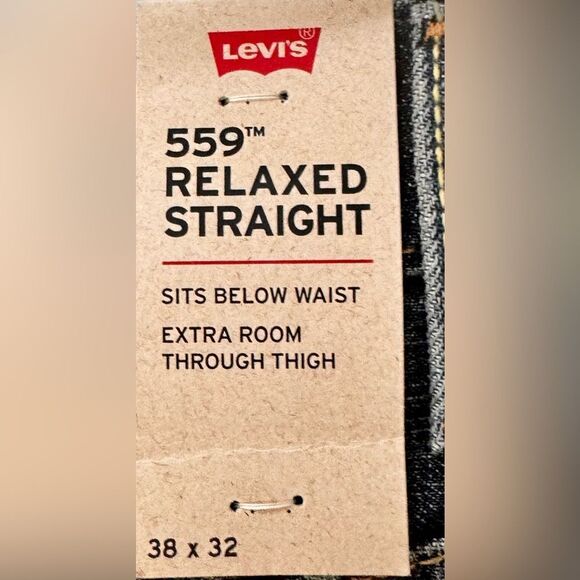 LEVI'S®
559™
RELAXED
STRAIGHT
SITS BELOW WAIST
EXTRA ROOM
THROUGH THIGH
38 x 32